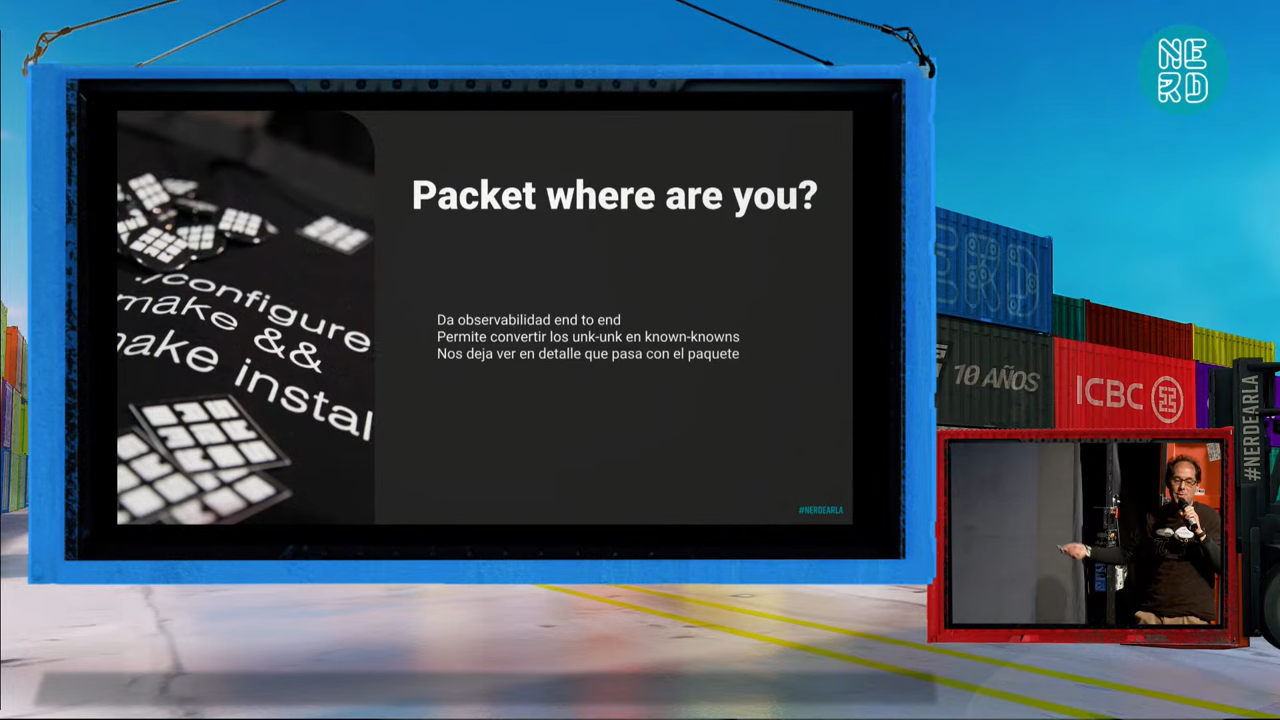 NE
RD
Packet where are you?
./configure
make &&
make instal
Da observabilidad end to end
Permite convertir los unk-unk en known-knowns
Nos deja ver en detalle que pasa con el paquete
#NERDEARLA
10 AÑOS
ICBC
#NERDEARLA